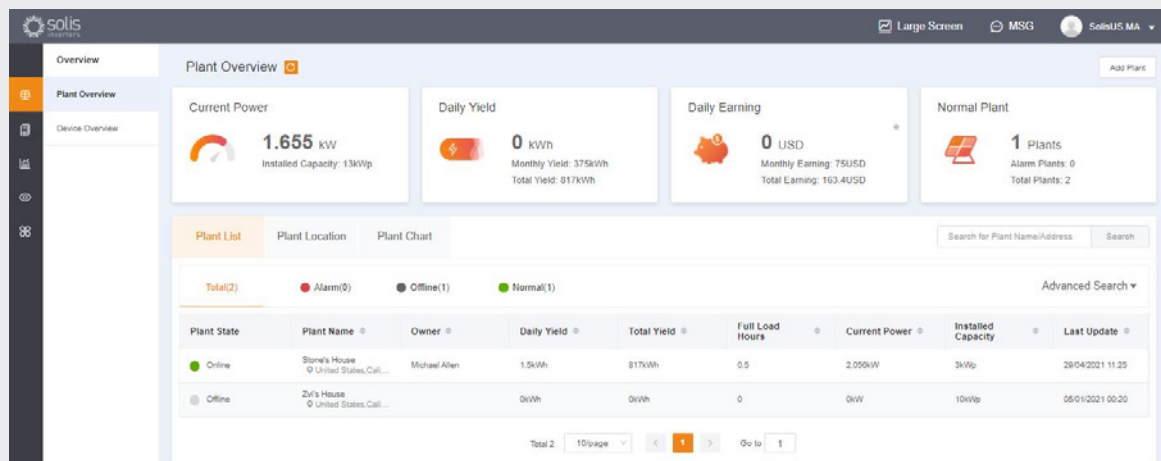 solis
inverters
Large Screen
MSG
SolisUS MA
Overview
Plant Overview
Device Overview
Plant Overview
Add Plant
Current Power
1.655 kW
Installed Capacity: 13kWp
Daily Yield
0 kWh
Monthly Yield: 375kWh
Total Yield: 817kWh
Daily Earning
0 USD
Monthly Earning: 75USD
Total Earning: 163.4USD
Normal Plant
1 Plants
Alarm Plants: 0
Total Plants: 2
Plant List Plant Location Plant Chart
Search for Plant Name/Address Search
Total(2) Alarm(0) Offline(1) Normal(1) Advanced Search
Plant State Plant Name Owner Daily Yield Total Yield Full Load Hours Current Power Installed Capacity Last Update
Online Stone's House Michael Allen 1.5kWh 817kWh 0.5 2.056kW 3kWp 29/04/2021 11:25
United States,Cali...
Offline Zvi's House 0kWh 0kWh 0 0kW 10kWp 05/01/2021 00:20
United States,Cali...
Total 2 10/page < 1 > Go to 1